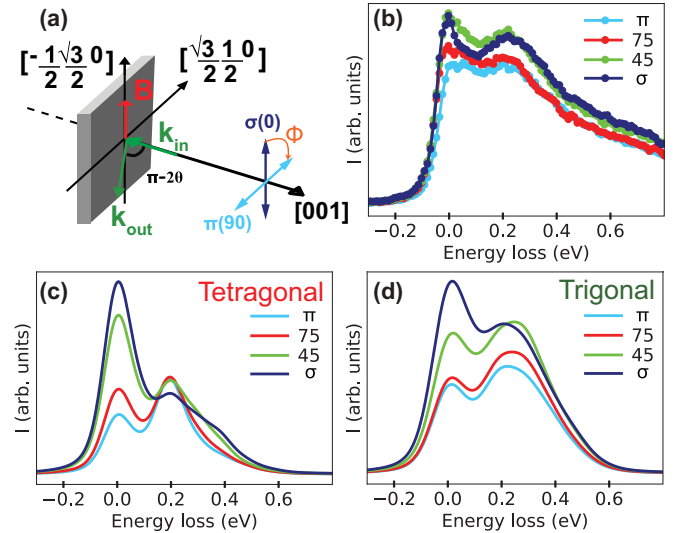 (a)
[-1/2 √3/2 0]
[√3/2 1/2 0]
B
k_in
σ(0)
Φ
π-2θ
k_out
π(90)
[001]
(b)
π
75
45
σ
I (arb. units)
−0.2 0.0 0.2 0.4 0.6
Energy loss (eV)
(c)
Tetragonal
π
75
45
σ
I (arb. units)
−0.2 0.0 0.2 0.4 0.6
Energy loss (eV)
(d)
Trigonal
π
75
45
σ
I (arb. units)
−0.2 0.0 0.2 0.4 0.6
Energy loss (eV)